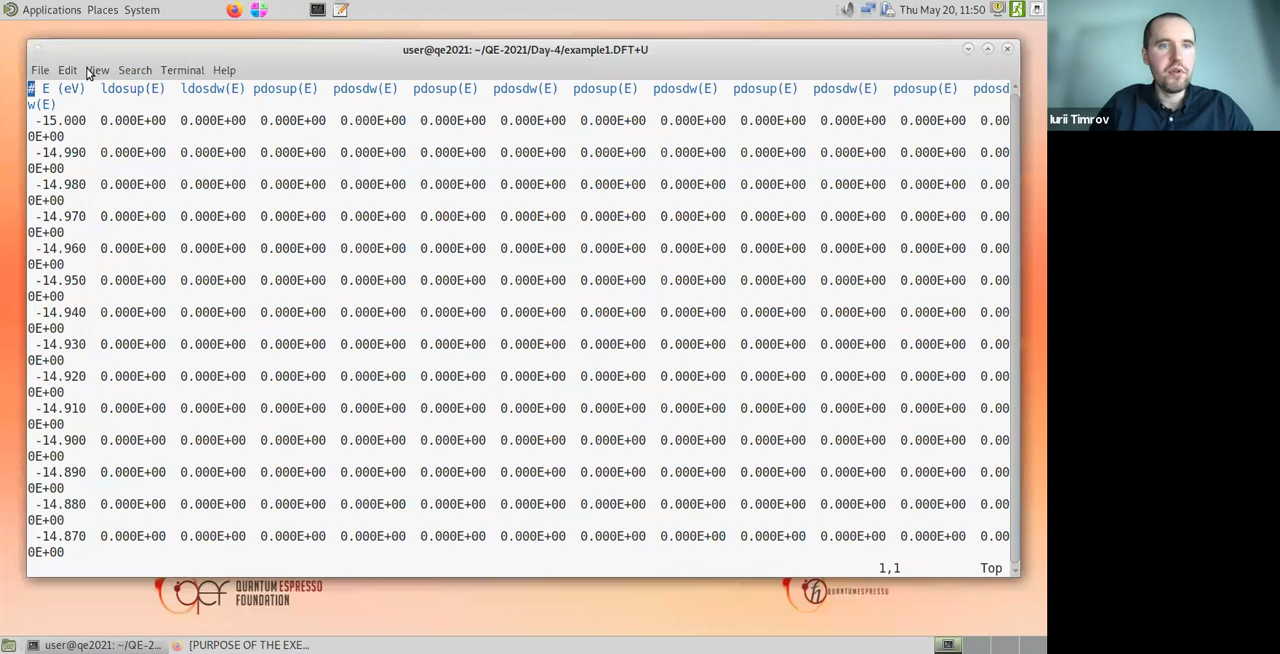 Applications Places System
Thu May 20, 11:50
user@qe2021: ~/QE-2021/Day-4/example1.DFT+U
File Edit View Search Terminal Help
# E (eV) ldosup(E) ldosdw(E) pdosup(E) pdosdw(E) pdosup(E) pdosdw(E) pdosup(E) pdosdw(E) pdosup(E) pdosdw(E) pdosup(E) pdosd
w(E)
-15.000 0.000E+00 0.000E+00 0.000E+00 0.000E+00 0.000E+00 0.000E+00 0.000E+00 0.000E+00 0.000E+00 0.000E+00 0.000E+00 0.00
0E+00
-14.990 0.000E+00 0.000E+00 0.000E+00 0.000E+00 0.000E+00 0.000E+00 0.000E+00 0.000E+00 0.000E+00 0.000E+00 0.000E+00 0.00
0E+00
-14.980 0.000E+00 0.000E+00 0.000E+00 0.000E+00 0.000E+00 0.000E+00 0.000E+00 0.000E+00 0.000E+00 0.000E+00 0.000E+00 0.00
0E+00
-14.970 0.000E+00 0.000E+00 0.000E+00 0.000E+00 0.000E+00 0.000E+00 0.000E+00 0.000E+00 0.000E+00 0.000E+00 0.000E+00 0.00
0E+00
-14.960 0.000E+00 0.000E+00 0.000E+00 0.000E+00 0.000E+00 0.000E+00 0.000E+00 0.000E+00 0.000E+00 0.000E+00 0.000E+00 0.00
0E+00
-14.950 0.000E+00 0.000E+00 0.000E+00 0.000E+00 0.000E+00 0.000E+00 0.000E+00 0.000E+00 0.000E+00 0.000E+00 0.000E+00 0.00
0E+00
-14.940 0.000E+00 0.000E+00 0.000E+00 0.000E+00 0.000E+00 0.000E+00 0.000E+00 0.000E+00 0.000E+00 0.000E+00 0.000E+00 0.00
0E+00
-14.930 0.000E+00 0.000E+00 0.000E+00 0.000E+00 0.000E+00 0.000E+00 0.000E+00 0.000E+00 0.000E+00 0.000E+00 0.000E+00 0.00
0E+00
-14.920 0.000E+00 0.000E+00 0.000E+00 0.000E+00 0.000E+00 0.000E+00 0.000E+00 0.000E+00 0.000E+00 0.000E+00 0.000E+00 0.00
0E+00
-14.910 0.000E+00 0.000E+00 0.000E+00 0.000E+00 0.000E+00 0.000E+00 0.000E+00 0.000E+00 0.000E+00 0.000E+00 0.000E+00 0.00
0E+00
-14.900 0.000E+00 0.000E+00 0.000E+00 0.000E+00 0.000E+00 0.000E+00 0.000E+00 0.000E+00 0.000E+00 0.000E+00 0.000E+00 0.00
0E+00
-14.890 0.000E+00 0.000E+00 0.000E+00 0.000E+00 0.000E+00 0.000E+00 0.000E+00 0.000E+00 0.000E+00 0.000E+00 0.000E+00 0.00
0E+00
-14.880 0.000E+00 0.000E+00 0.000E+00 0.000E+00 0.000E+00 0.000E+00 0.000E+00 0.000E+00 0.000E+00 0.000E+00 0.000E+00 0.00
0E+00
-14.870 0.000E+00 0.000E+00 0.000E+00 0.000E+00 0.000E+00 0.000E+00 0.000E+00 0.000E+00 0.000E+00 0.000E+00 0.000E+00 0.00
0E+00
1,1 Top
QUANTUM ESPRESSO
FOUNDATION
QUANTUMESPRESSO
user@qe2021: ~/QE-2...
[PURPOSE OF THE EXE...
Iurii Timrov